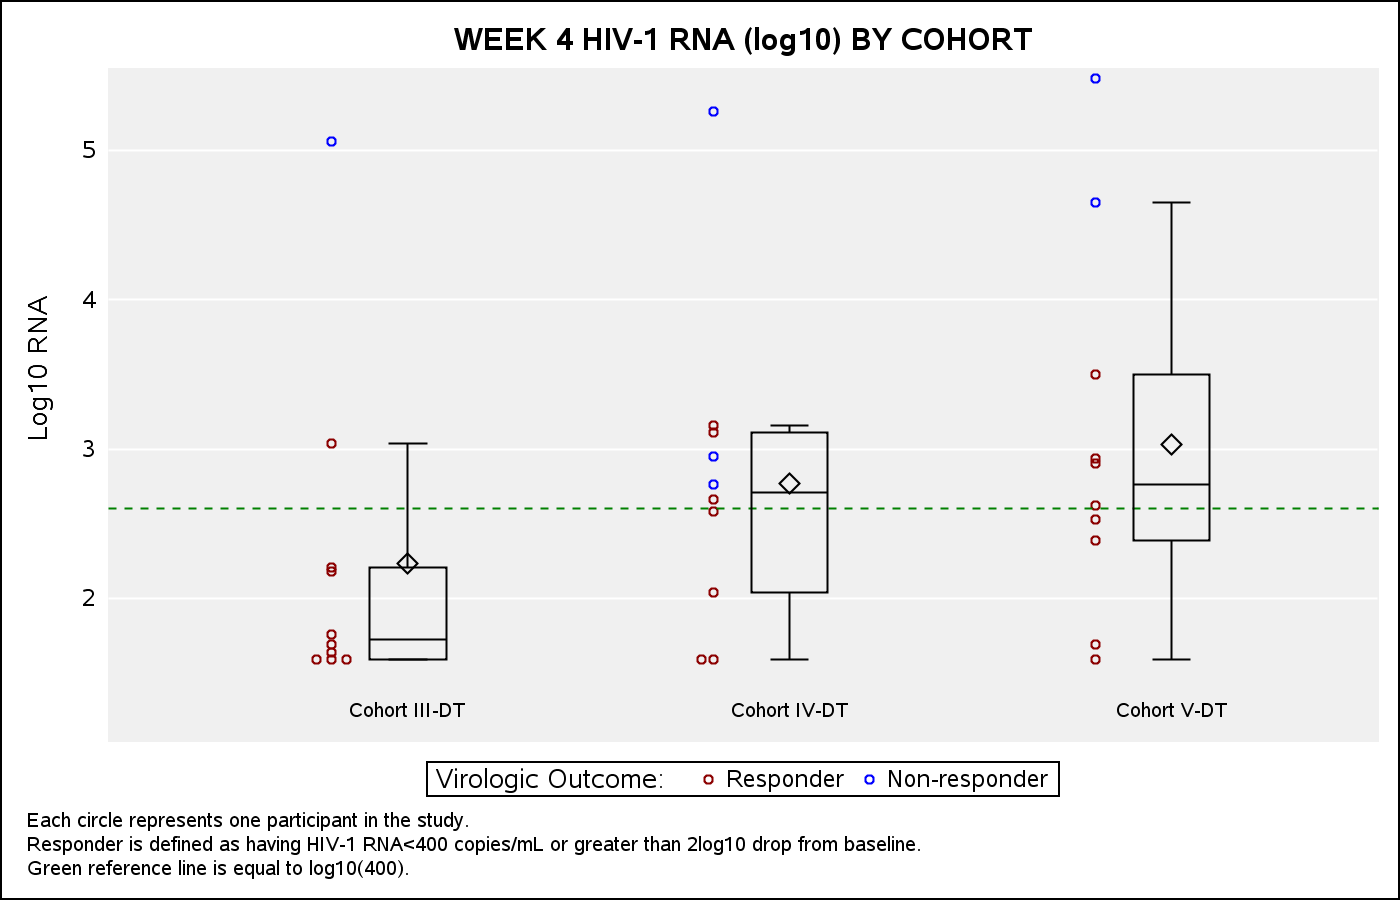 WEEK 4 HIV-1 RNA (log10) BY COHORT
Log10 RNA
5
4
3
2
Cohort III-DT
Cohort IV-DT
Cohort V-DT
Virologic Outcome: Responder Non-responder
Each circle represents one participant in the study.
Responder is defined as having HIV-1 RNA<400 copies/mL or greater than 2log10 drop from baseline.
Green reference line is equal to log10(400).